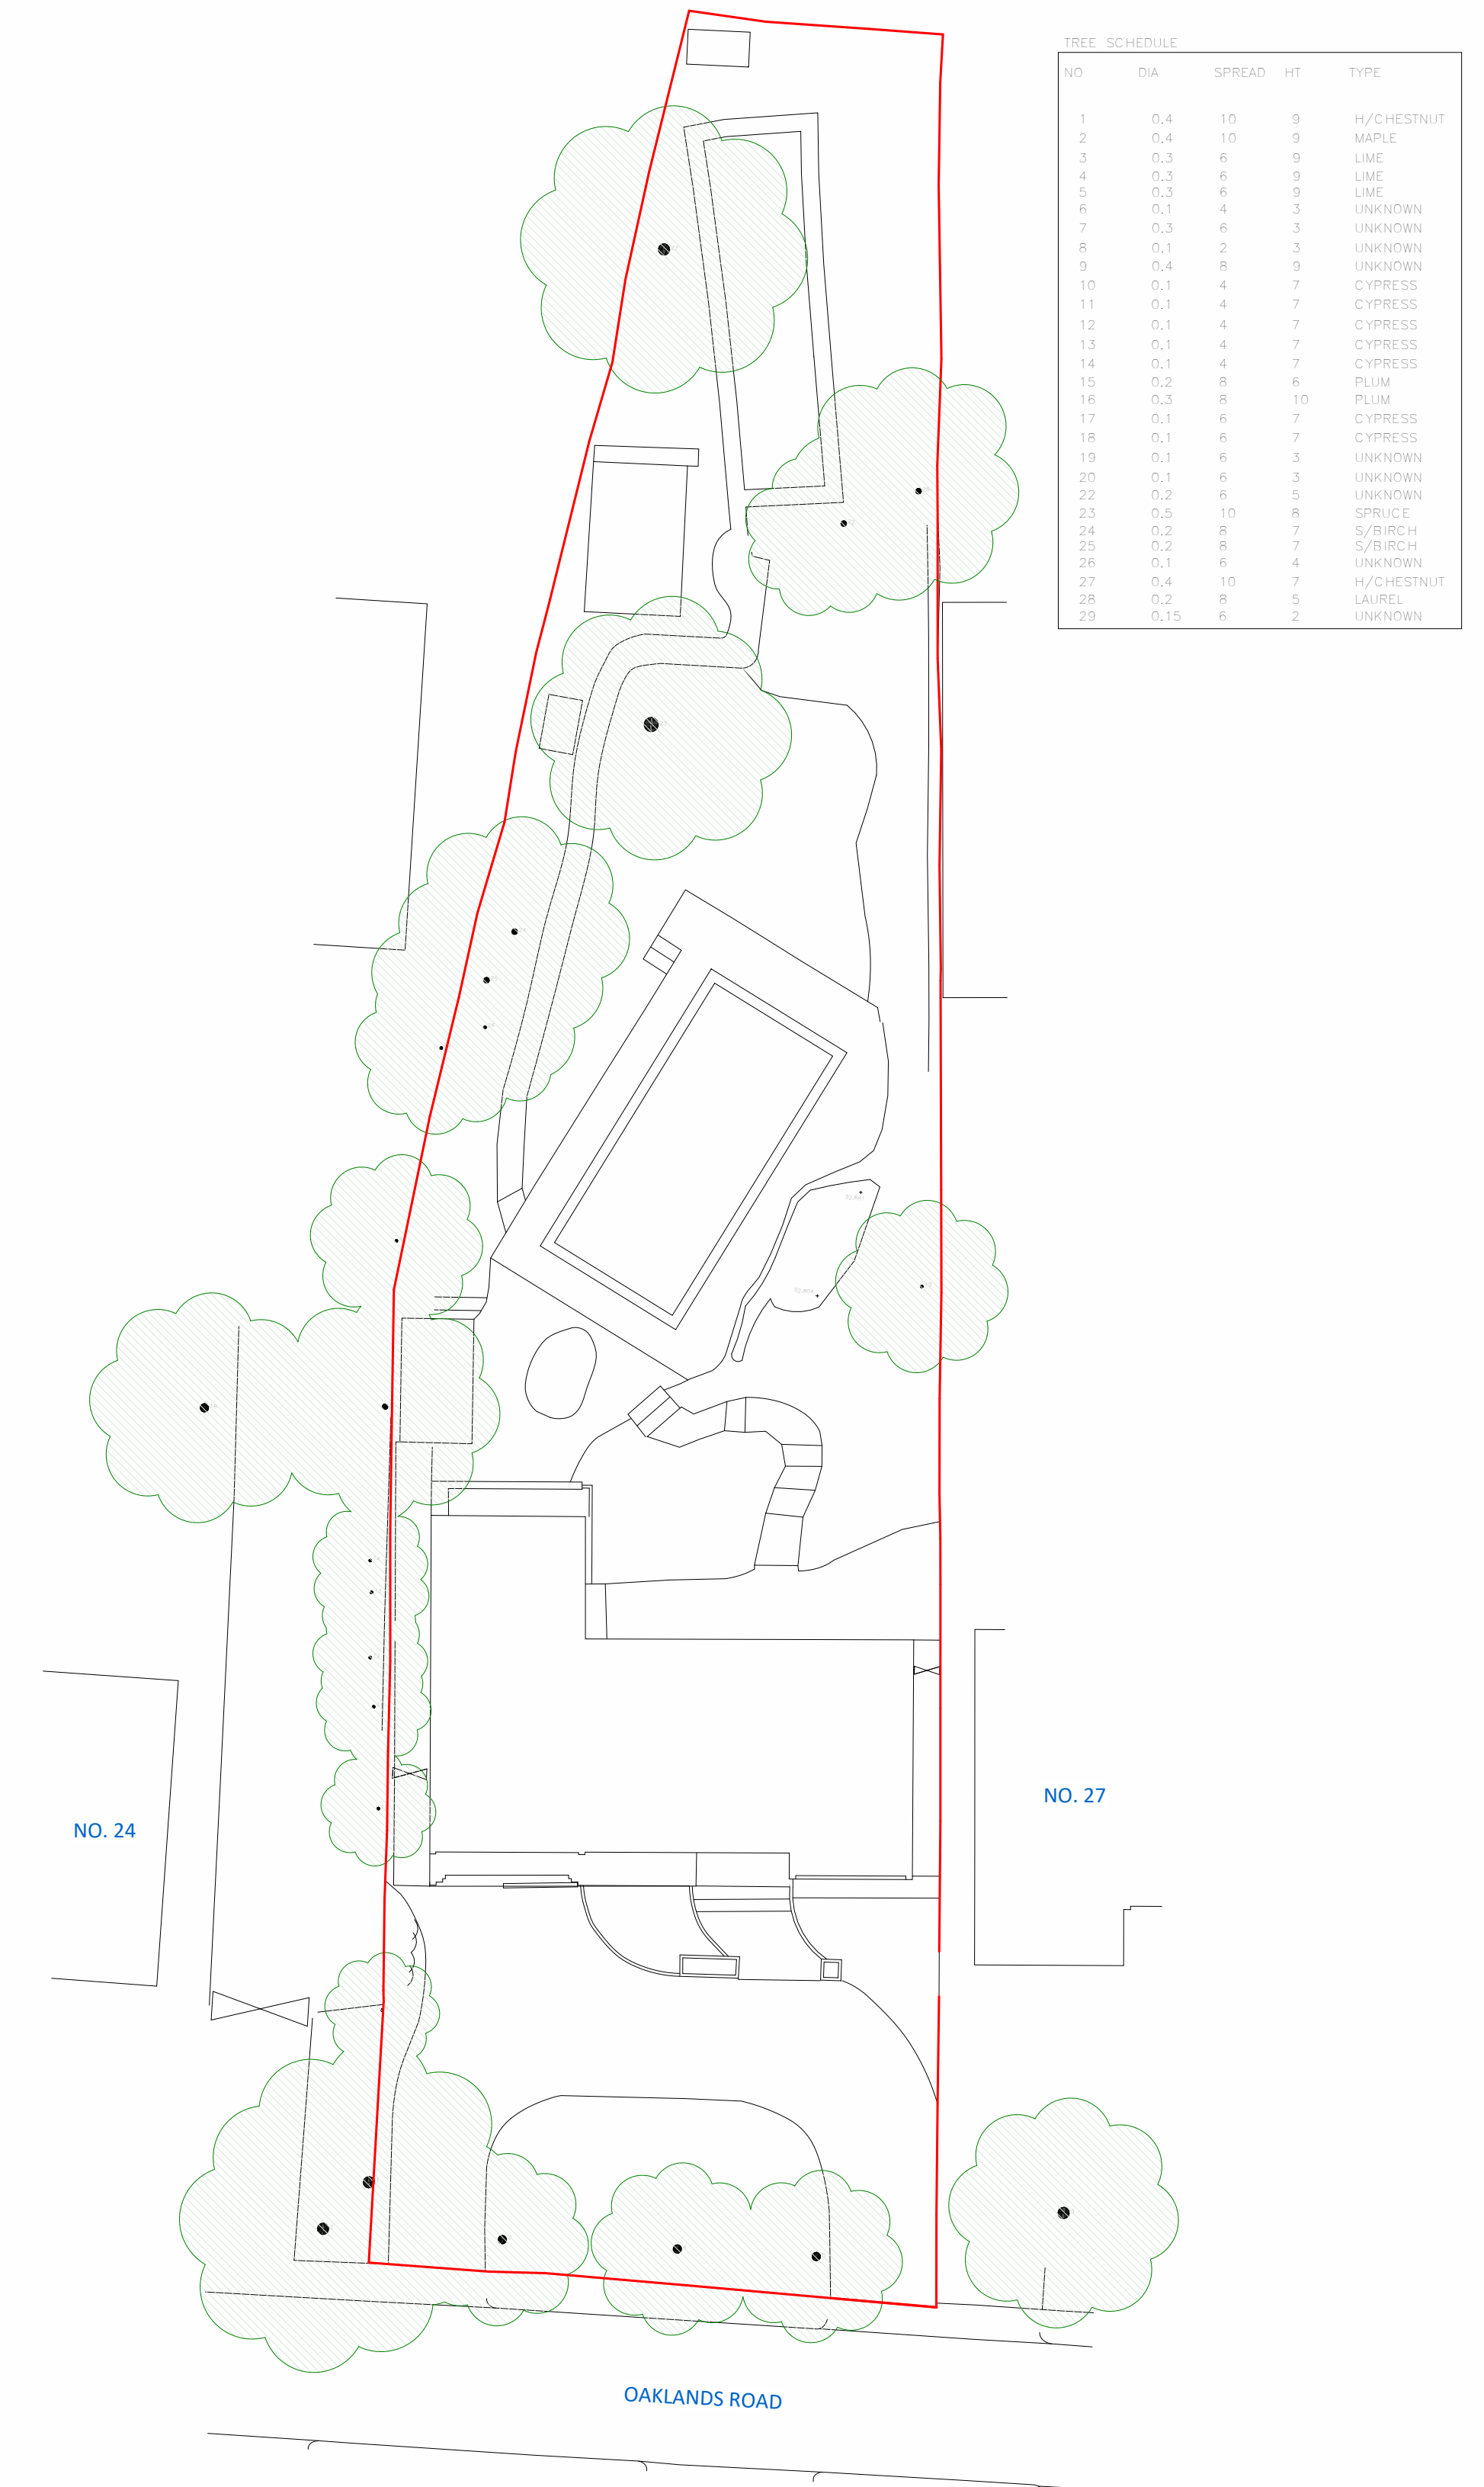 TREE SCHEDULE
NO DIA SPREAD HT TYPE
1 0.4 10 9 H/CHESTNUT
2 0.4 10 9 MAPLE
3 0.3 6 9 LIME
4 0.3 6 9 LIME
5 0.3 6 9 LIME
6 0.1 4 3 UNKNOWN
7 0.3 6 3 UNKNOWN
8 0.1 2 3 UNKNOWN
9 0.4 8 9 UNKNOWN
10 0.1 4 7 CYPRESS
11 0.1 4 7 CYPRESS
12 0.1 4 7 CYPRESS
13 0.1 4 7 CYPRESS
14 0.1 4 7 CYPRESS
15 0.2 8 6 PLUM
16 0.3 8 10 PLUM
17 0.1 6 7 CYPRESS
18 0.1 6 7 CYPRESS
19 0.1 6 3 UNKNOWN
20 0.1 6 3 UNKNOWN
22 0.2 6 5 UNKNOWN
23 0.5 10 8 SPRUCE
24 0.2 8 7 S/BIRCH
25 0.2 8 7 S/BIRCH
26 0.1 6 4 UNKNOWN
27 0.4 10 7 H/CHESTNUT
28 0.2 8 5 LAUREL
29 0.15 6 2 UNKNOWN
NO. 27
NO. 24
OAKLANDS ROAD